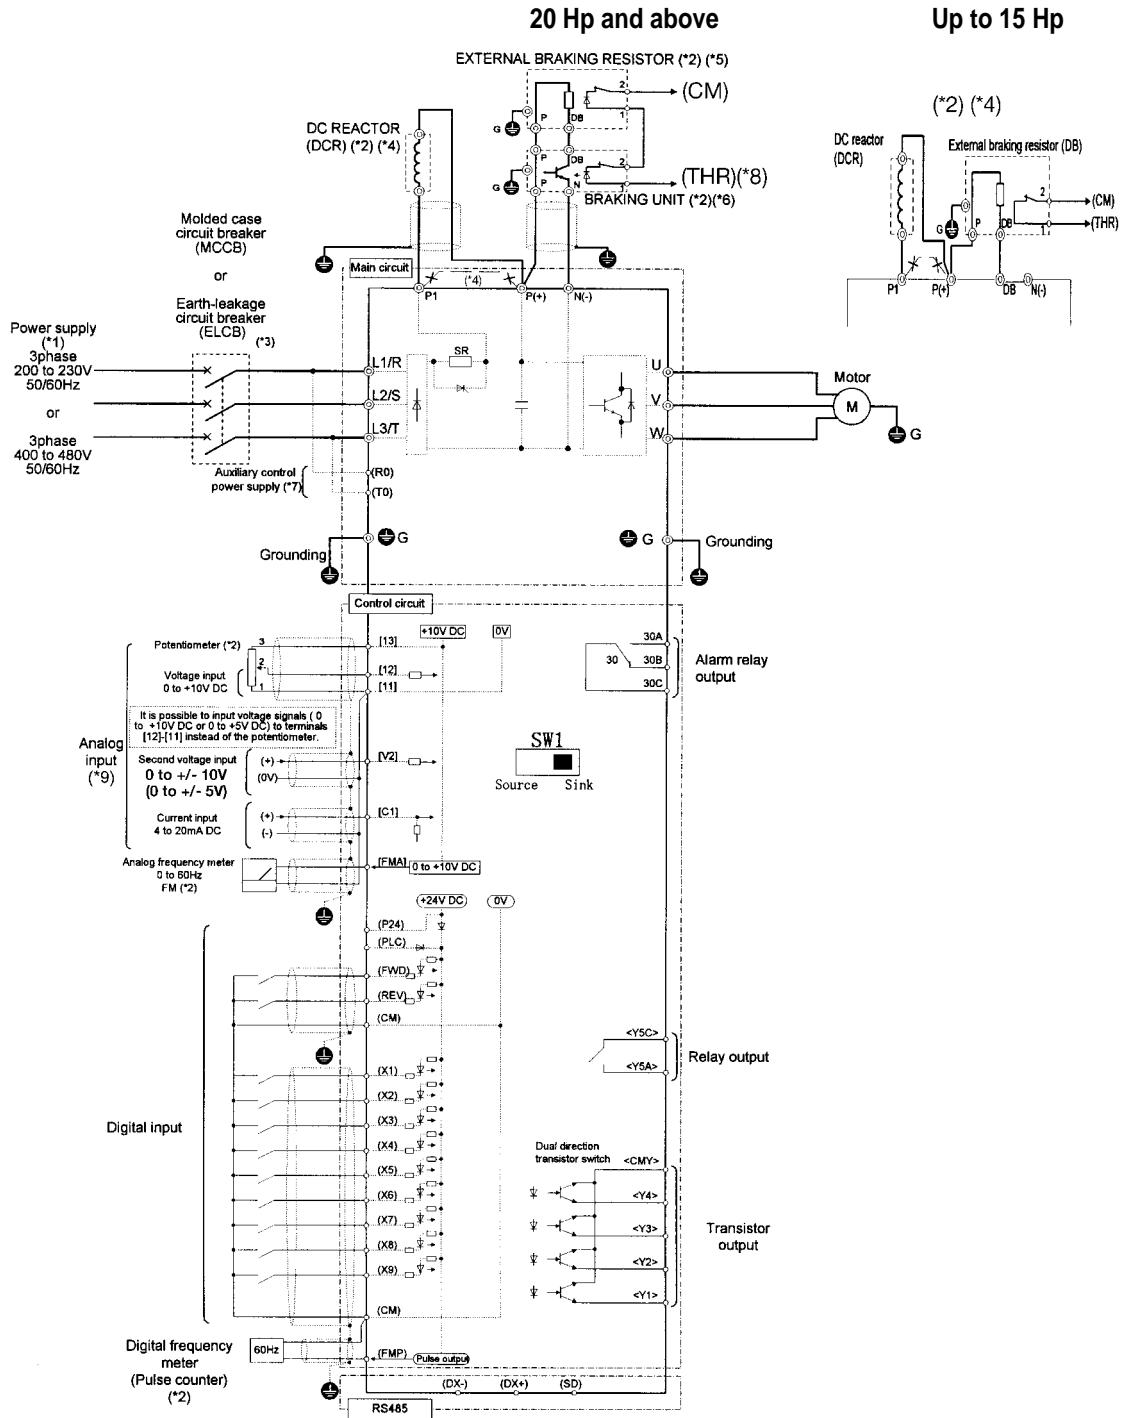 20 Hp and above
Up to 15 Hp
EXTERNAL BRAKING RESISTOR (*2) (*5)
2
(CM)
1
P
DB
G
DC REACTOR
(DCR) (*2) (*4)
P
DB
2
P
N
1
G
(THR)(*8)
BRAKING UNIT (*2)(*6)
(*2) (*4)
DC reactor
(DCR)
External braking resistor (DB)
2
(CM)
1
(THR)
G
P
DB
P1
P(+)
DB
N(-)
Molded case
circuit breaker
(MCCB)
or
Earth-leakage
circuit breaker
(ELCB)
(*3)
Main circuit
(*4)
P1
P(+)
N(-)
Power supply
(*1)
3phase
200 to 230V
50/60Hz
or
3phase
400 to 480V
50/60Hz
L1/R
L2/S
L3/T
SR
U
V
W
Motor
M
G
Auxiliary control
power supply (*7)
(R0)
(T0)
G
Grounding
G
Grounding
Control circuit
+10V DC
0V
Potentiometer (*2)
3
2
1
[13]
[12]
[11]
Voltage input
0 to +10V DC
It is possible to input voltage signals ( 0
to +10V DC or 0 to +5V DC) to terminals
[12]-[11] instead of the potentiometer.
Analog
input
(*9)
Second voltage input
0 to +/- 10V
(0 to +/- 5V)
(+)
(0V)
[V2]
Current input
4 to 20mA DC
(+)
(-)
[C1]
Analog frequency meter
0 to 60Hz
FM (*2)
[FMA]
0 to +10V DC
30
30A
30B
30C
Alarm relay
output
SW1
Source
Sink
+24V DC
0V
(P24)
(PLC)
(FWD)
(REV)
(CM)
Digital input
(X1)
(X2)
(X3)
(X4)
(X5)
(X6)
(X7)
(X8)
(X9)
(CM)
<Y5C>
<Y5A>
Relay output
Dual direction
transistor switch
<CMY>
<Y4>
<Y3>
<Y2>
<Y1>
Transistor
output
Digital frequency
meter
(Pulse counter)
(*2)
60Hz
(FMP)
Pulse output
(DX-)
(DX+)
(SD)
RS485